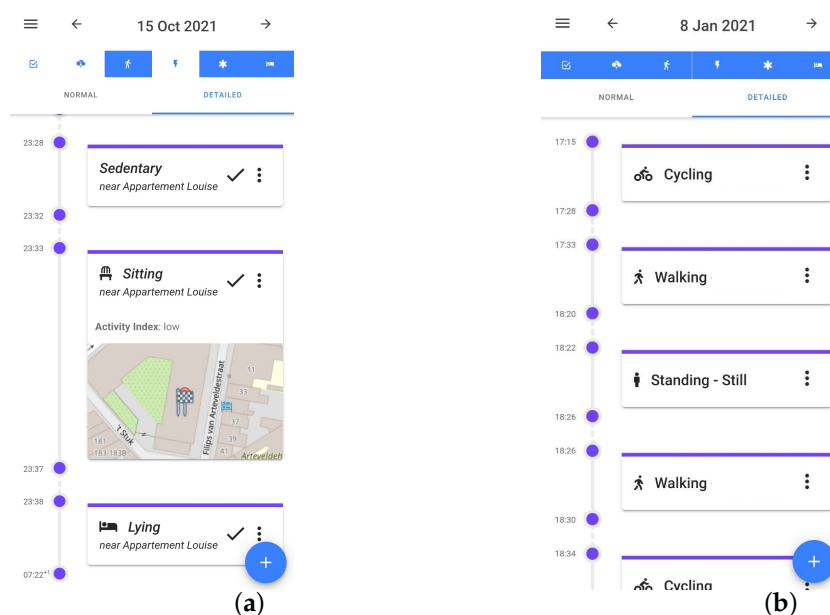 15 Oct 2021
NORMAL
DETAILED
23:28
Sedentary
near Appartement Louise
23:32
23:33
Sitting
near Appartement Louise
Activity Index: low
11
33
Filips van Arteveldestraat
37
't Stuk
39
181
183-183B
41
Arteveldeh
23:37
23:38
Lying
near Appartement Louise
+
07:22+1
(a)
8 Jan 2021
NORMAL
DETAILED
17:15
Cycling
17:28
17:33
Walking
18:20
18:22
Standing - Still
18:26
18:26
Walking
18:30
18:34
+
Cycling
(b)